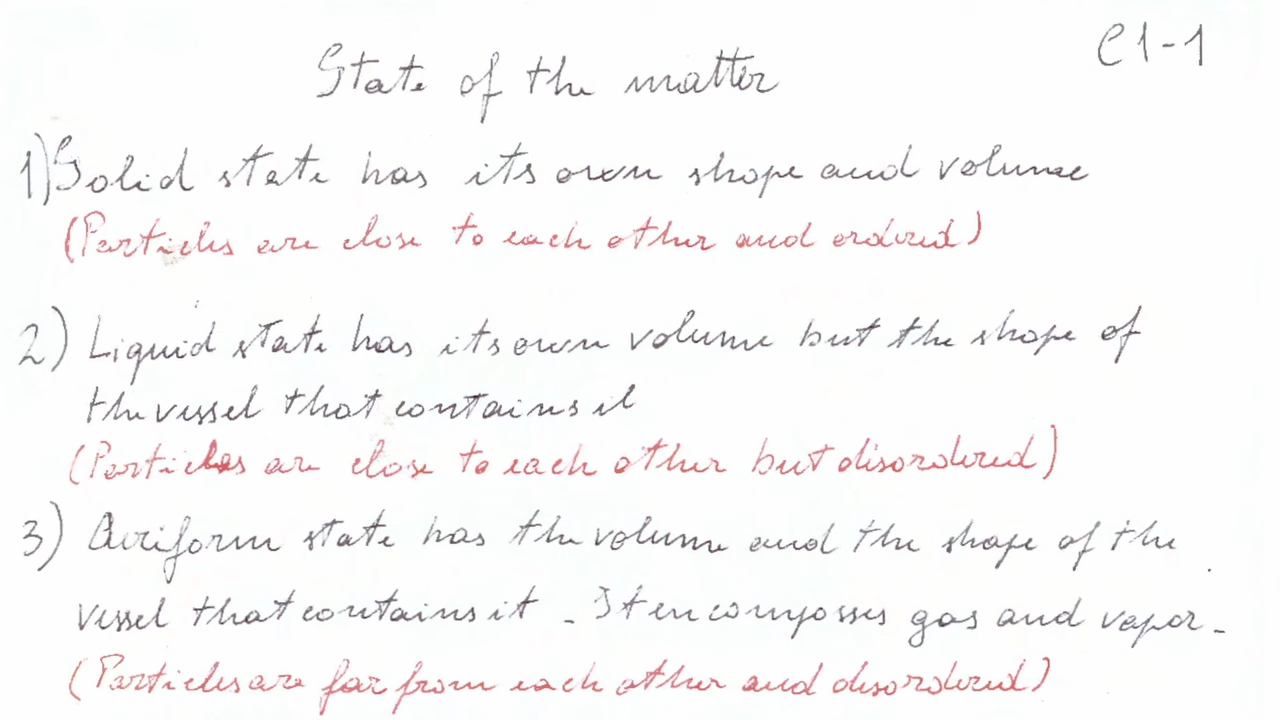 C1-1
State of the matter
1) Solid state has its own shape and volume
(Particles are close to each other and ordered)
2) Liquid state has its own volume but the shape of
the vessel that contains it
(Particles are close to each other but disordered)
3) Aeriform state has the volume and the shape of the
vessel that contains it - It encompasses gas and vapor -
(Particles are far from each other and disordered)